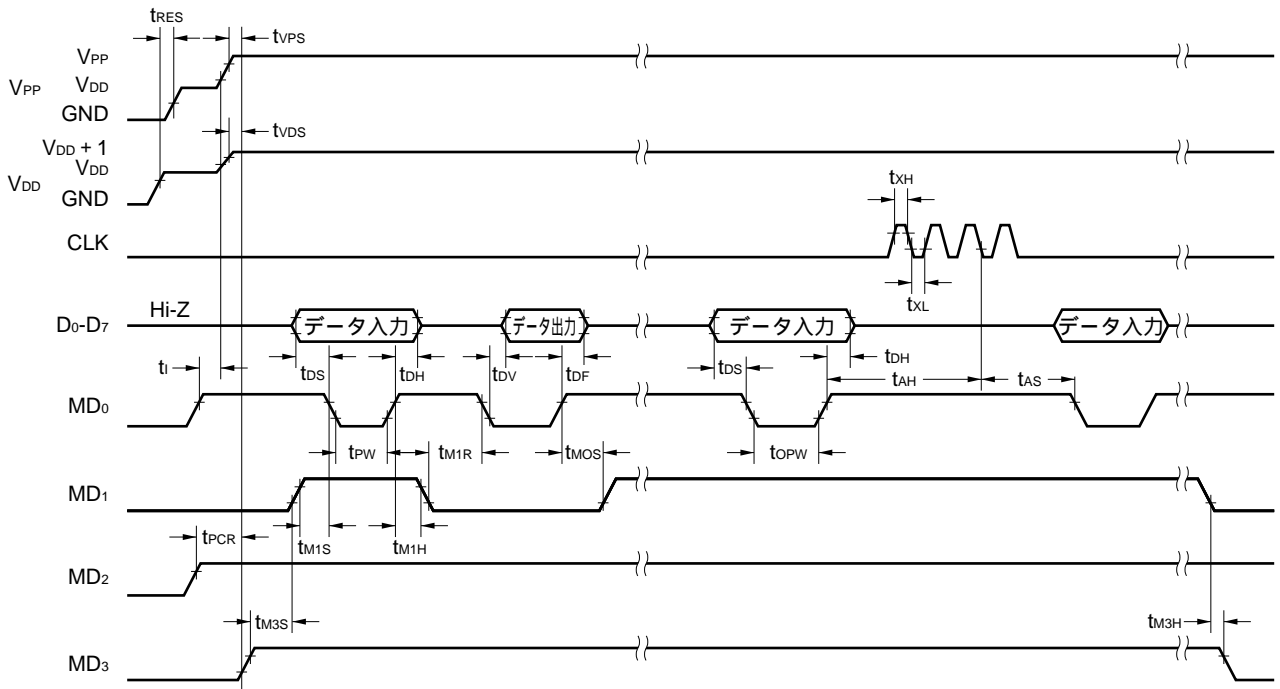 tRES
tVPS
VPP
VPP
VDD
GND
tVDS
VDD + 1
VDD
VDD
GND
tXH
CLK
tXL
Hi-Z
D0-D7
データ入力
データ出力
データ入力
データ入力
tI
tDS
tDH
tDV
tDF
tDS
tDH
tAH
tAS
MD0
tPW
tM1R
tMOS
tOPW
MD1
tM1S
tM1H
tPCR
MD2
tM3S
tM3H
MD3